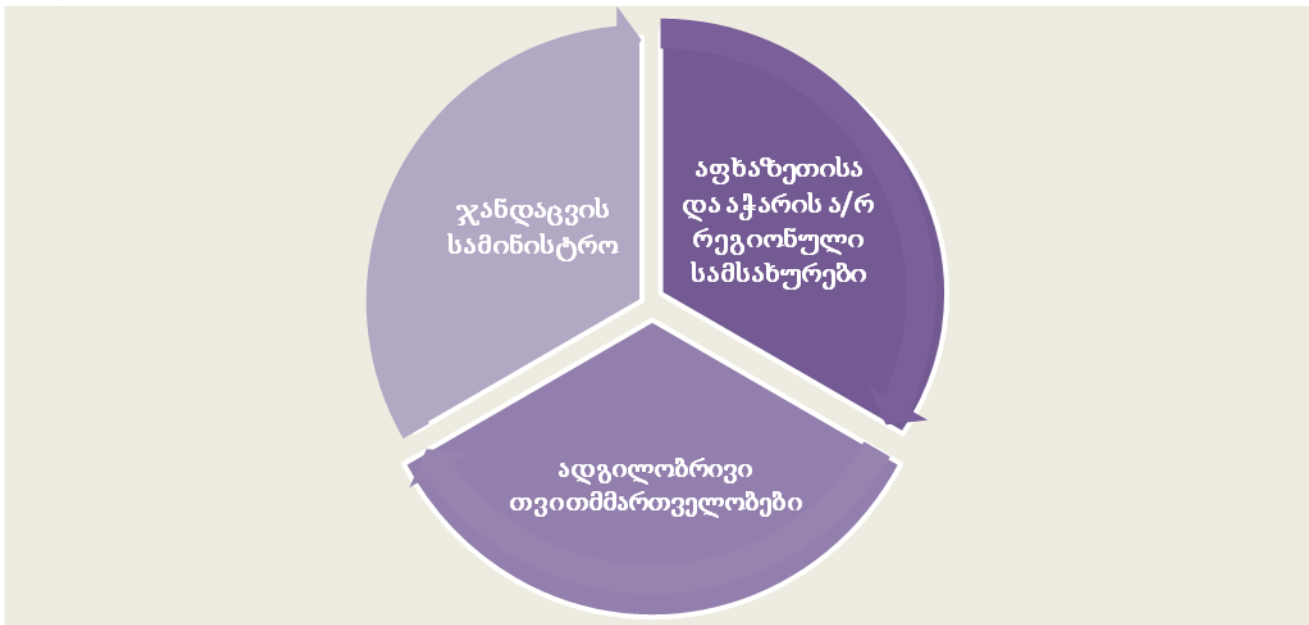 ჯანდაცვის
სამინისტრო
აფხაზეთისა
და აჭარის ა/რ
რეგიონული
სამსახურები
ადგილობრივი
თვითმმართველობები